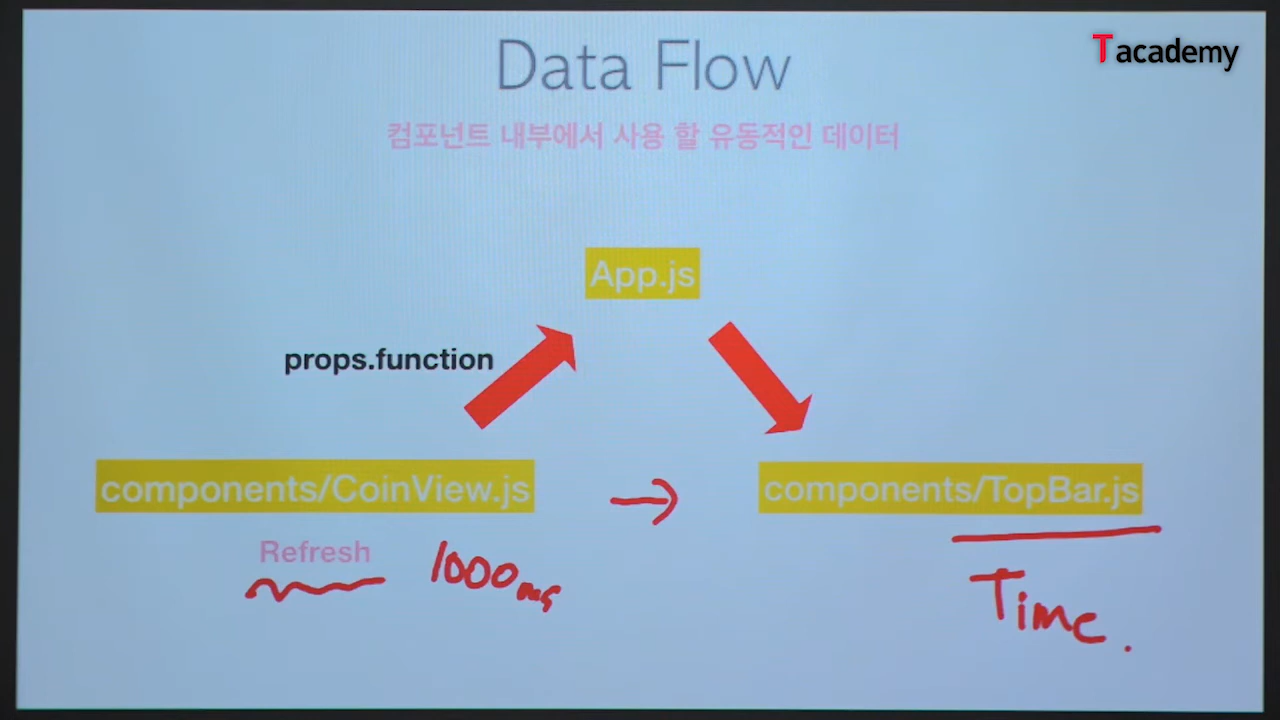 Data Flow
Tacademy
컴포넌트 내부에서 사용 할 유동적인 데이터
App.js
props.function
components/CoinView.js
components/TopBar.js
Refresh
1000ms
Time.